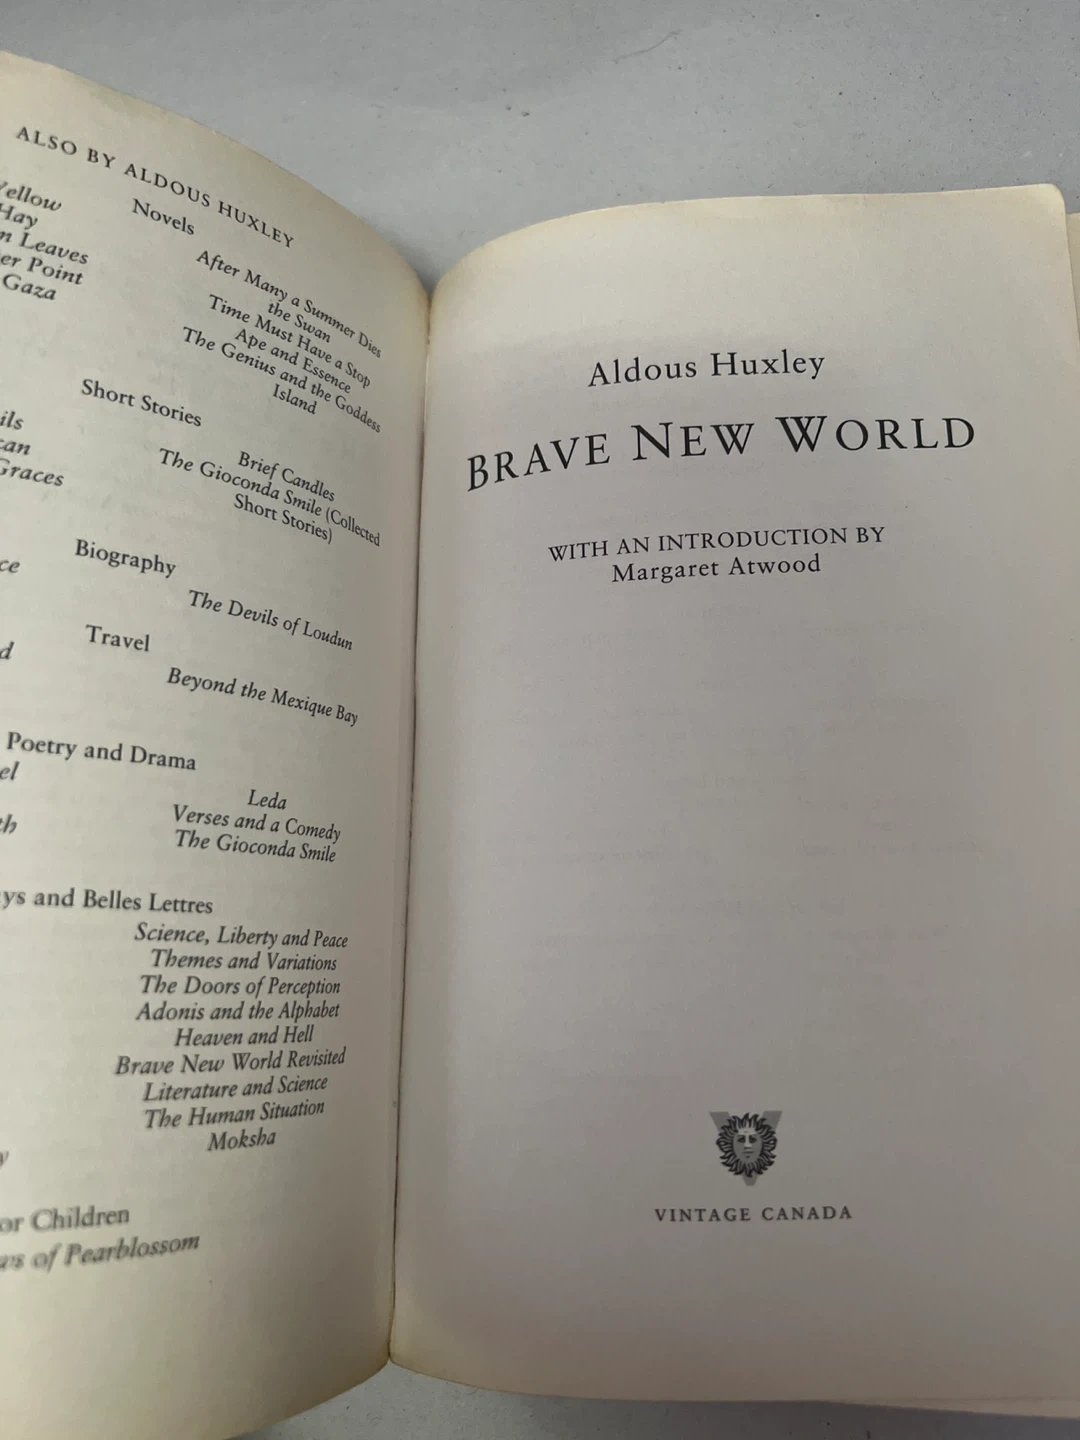 ALSO BY ALDOUS HUXLEY
Novels
Yellow
Hay
n Leaves
er Point
Gaza
After Many a Summer Dies
the Swan
Time Must Have a Stop
Ape and Essence
The Genius and the Goddess
Island
Short Stories
ils
can
Graces
Brief Candles
The Gioconda Smile (Collected
Short Stories)
Biography
ce
The Devils of Loudun
Travel
d
Beyond the Mexique Bay
Poetry and Drama
el
th
Leda
Verses and a Comedy
The Gioconda Smile
ys and Belles Lettres
Science, Liberty and Peace
Themes and Variations
The Doors of Perception
Adonis and the Alphabet
Heaven and Hell
Brave New World Revisited
Literature and Science
The Human Situation
Moksha
y
or Children
ws of Pearblossom
Aldous Huxley
BRAVE NEW WORLD
WITH AN INTRODUCTION BY
Margaret Atwood
VINTAGE CANADA